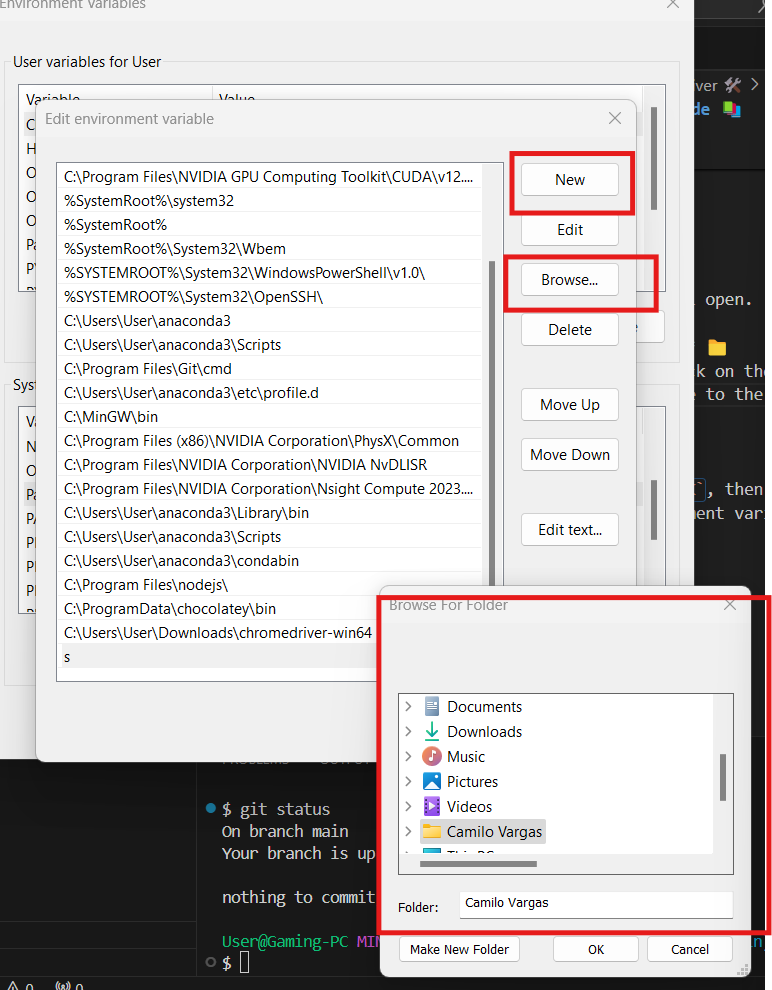 Environment Variables
User variables for User
Variable Value
Edit environment variable
C:\Program Files\NVIDIA GPU Computing Toolkit\CUDA\v12....
%SystemRoot%\system32
%SystemRoot%
%SystemRoot%\System32\Wbem
%SYSTEMROOT%\System32\WindowsPowerShell\v1.0\
%SYSTEMROOT%\System32\OpenSSH\
C:\Users\User\anaconda3
C:\Users\User\anaconda3\Scripts
C:\Program Files\Git\cmd
C:\Users\User\anaconda3\etc\profile.d
C:\MinGW\bin
C:\Program Files (x86)\NVIDIA Corporation\PhysX\Common
C:\Program Files\NVIDIA Corporation\NVIDIA NvDLISR
C:\Program Files\NVIDIA Corporation\Nsight Compute 2023....
C:\Users\User\anaconda3\Library\bin
C:\Users\User\anaconda3\Scripts
C:\Users\User\anaconda3\condabin
C:\Program Files\nodejs\
C:\ProgramData\chocolatey\bin
C:\Users\User\Downloads\chromedriver-win64
s
New
Edit
Browse...
Delete
Move Up
Move Down
Edit text...
Browse For Folder
Documents
Downloads
Music
Pictures
Videos
Camilo Vargas
This PC
Folder: Camilo Vargas
Make New Folder OK Cancel
ver
de
open.
k on the
e to the
`, then
ment vari
$ git status
On branch main
Your branch is up
nothing to commit
User@Gaming-PC MIN
$
0 0